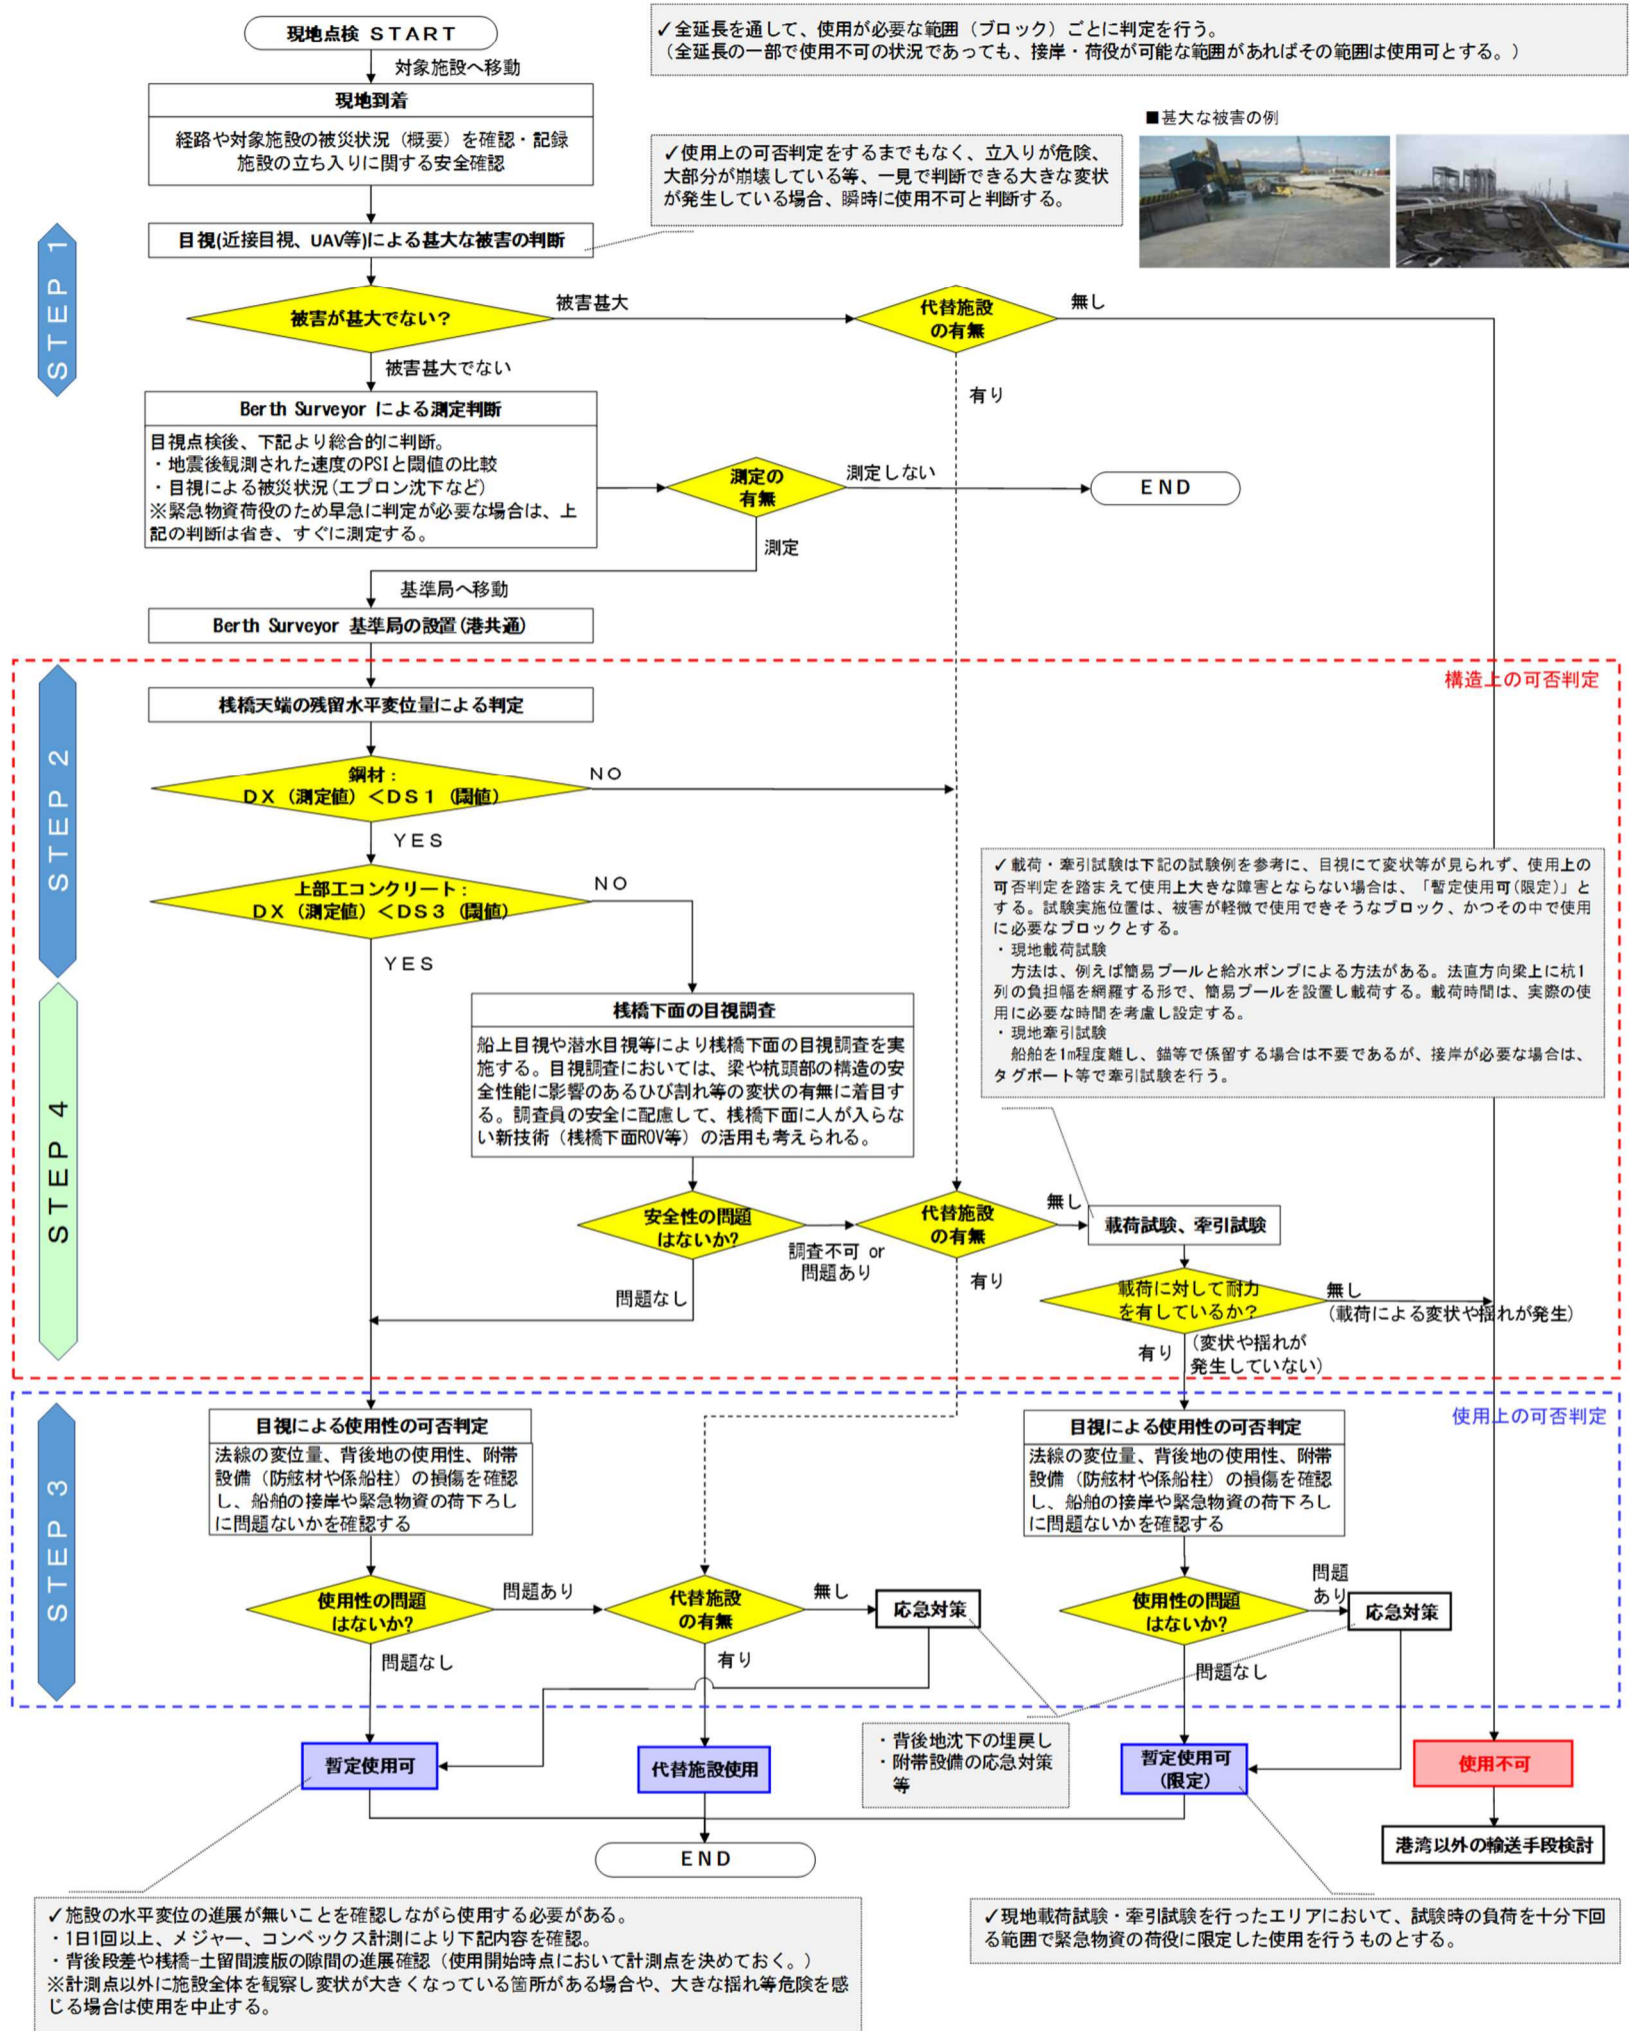 現地点検 START
✓全延長を通して、使用が必要な範囲（ブロック）ごとに判定を行う。
（全延長の一部で使用不可の状況であっても、接岸・荷役が可能な範囲があればその範囲は使用可とする。）
対象施設へ移動
現地到着
経路や対象施設の被災状況（概要）を確認・記録
施設の立ち入りに関する安全確認
■甚大な被害の例
✓使用上の可否判定をするまでもなく、立入りが危険、
大部分が崩壊している等、一見で判断できる大きな変状
が発生している場合、瞬時に使用不可と判断する。
STEP 1
目視(近接目視、UAV等)による甚大な被害の判断
被害が甚大でない？
被害甚大
代替施設
の有無
無し
被害甚大でない
有り
Berth Surveyor による測定判断
目視点検後、下記より総合的に判断。
・地震後観測された速度のPSIと閾値の比較
・目視による被災状況(エプロン沈下など)
※緊急物資荷役のため早急に判定が必要な場合は、上
記の判断は省き、すぐに測定する。
測定の
有無
測定しない
END
測定
基準局へ移動
Berth Surveyor 基準局の設置(港共通)
構造上の可否判定
STEP 2
桟橋天端の残留水平変位量による判定
鋼材：
DX（測定値）＜DS1（閾値）
NO
YES
上部工コンクリート：
DX（測定値）＜DS3（閾値）
NO
YES
✓載荷・牽引試験は下記の試験例を参考に、目視にて変状等が見られず、使用上の
可否判定を踏まえて使用上大きな障害とならない場合は、「暫定使用可(限定)」と
する。試験実施位置は、被害が軽微で使用できそうなブロック、かつその中で使用
に必要なブロックとする。
・現地載荷試験
方法は、例えば簡易プールと給水ポンプによる方法がある。法直方向梁上に杭1
列の負担幅を網羅する形で、簡易プールを設置し載荷する。載荷時間は、実際の使
用に必要な時間を考慮し設定する。
・現地牽引試験
船舶を1m程度離し、錨等で係留する場合は不要であるが、接岸が必要な場合は、
タグボート等で牽引試験を行う。
STEP 4
桟橋下面の目視調査
船上目視や潜水目視等により桟橋下面の目視調査を実
施する。目視調査においては、梁や杭頭部の構造の安
全性能に影響のあるひび割れ等の変状の有無に着目す
る。調査員の安全に配慮して、桟橋下面に人が入らな
い新技術（桟橋下面ROV等）の活用も考えられる。
安全性の問題
はないか?
調査不可 or
問題あり
代替施設
の有無
無し
載荷試験、牽引試験
問題なし
有り
載荷に対して耐力
を有しているか？
無し
(載荷による変状や揺れが発生)
有り
(変状や揺れが
発生していない)
使用上の可否判定
STEP 3
目視による使用性の可否判定
法線の変位量、背後地の使用性、附帯
設備（防舷材や係船柱）の損傷を確認
し、船舶の接岸や緊急物資の荷下ろし
に問題ないかを確認する
目視による使用性の可否判定
法線の変位量、背後地の使用性、附帯
設備（防舷材や係船柱）の損傷を確認
し、船舶の接岸や緊急物資の荷下ろし
に問題ないかを確認する
使用性の問題
はないか?
問題あり
代替施設
の有無
無し
応急対策
使用性の問題
はないか?
問題
あり
応急対策
問題なし
有り
問題なし
・背後地沈下の埋戻し
・附帯設備の応急対策
等
暫定使用可
代替施設使用
暫定使用可
(限定)
使用不可
END
港湾以外の輸送手段検討
✓施設の水平変位の進展が無いことを確認しながら使用する必要がある。
・1日1回以上、メジャー、コンベックス計測により下記内容を確認。
・背後段差や桟橋-土留間渡版の隙間の進展確認（使用開始時点において計測点を決めておく。）
※計測点以外に施設全体を観察し変状が大きくなっている箇所がある場合や、大きな揺れ等危険を感
じる場合は使用を中止する。
✓現地載荷試験・牽引試験を行ったエリアにおいて、試験時の負荷を十分下回
る範囲で緊急物資の荷役に限定した使用を行うものとする。